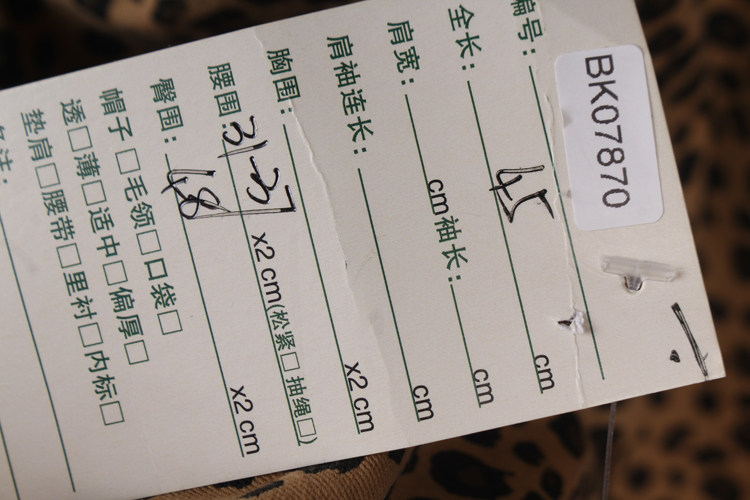 编号: BK07870
全长: 45 cm
肩宽: cm 袖长: cm
肩袖连长: cm
胸围: x2 cm
腰围: 31-37 x2 cm(松紧□ 抽绳□)
臀围: 48 x2 cm
帽子□毛领□口袋□
透□薄□适中□偏厚□
垫肩□腰带□里衬□内标□